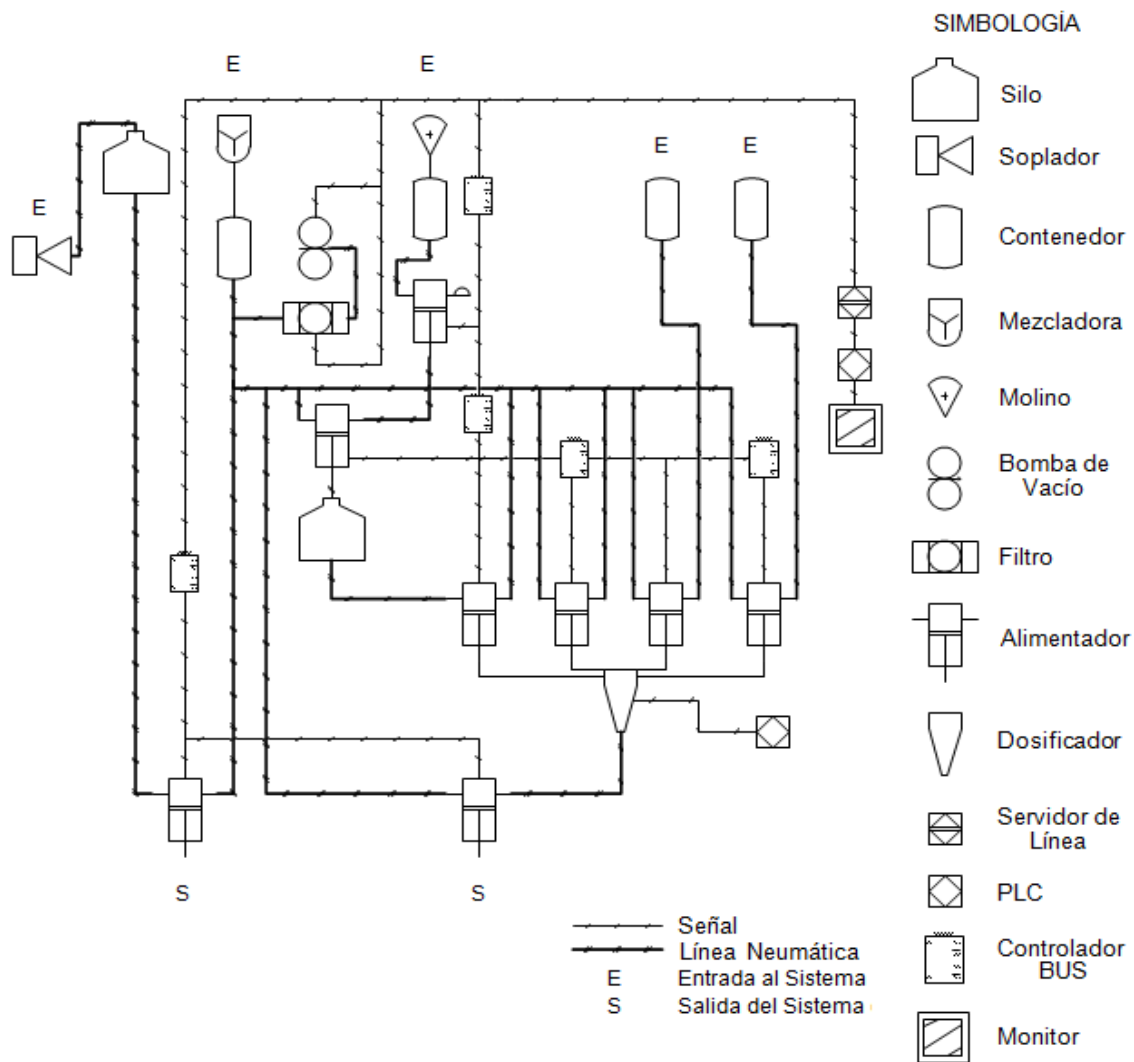 SIMBOLOGÍA
E
E
E
E
E
Silo
Soplador
Contenedor
Mezcladora
Molino
Bomba de
Vacío
Filtro
Alimentador
Dosificador
Servidor de
Línea
PLC
Controlador
BUS
Monitor
S
S
Señal
Línea Neumática
E Entrada al Sistema
S Salida del Sistema